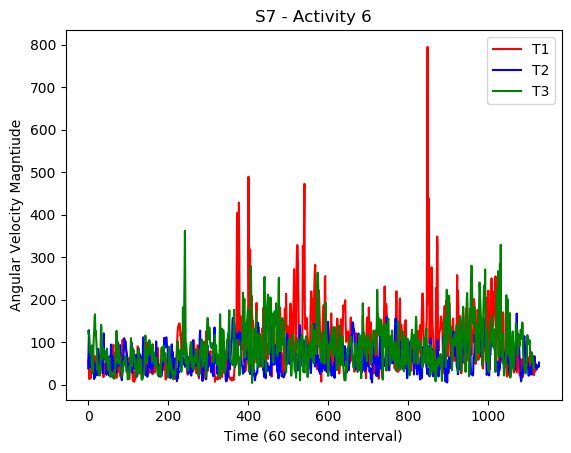 S7 - Activity 6
T1
T2
T3
800
700
600
500
400
300
200
100
0
Angular Velocity Magntiude
0 200 400 600 800 1000
Time (60 second interval)